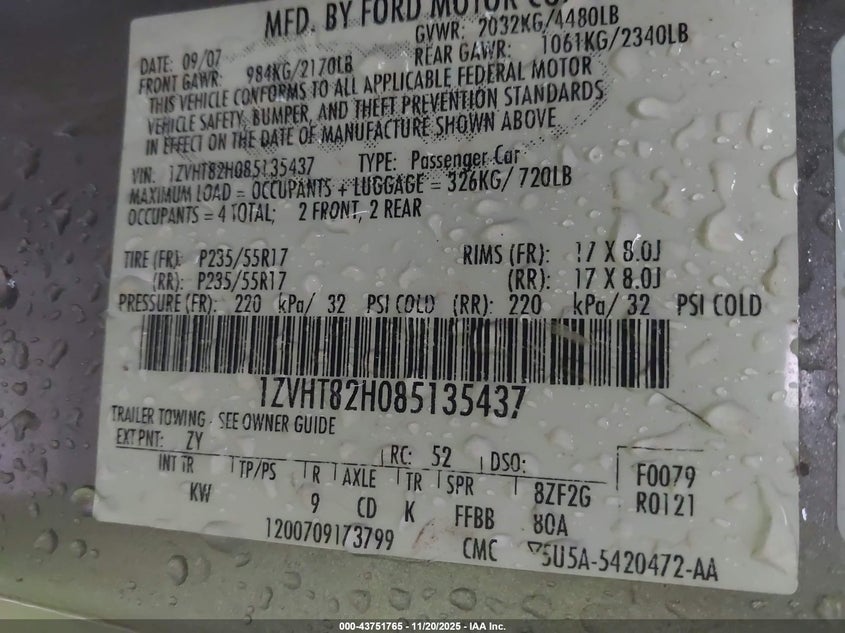 MFD. BY FORD MOTOR CO.
DATE: 09/07 GVWR: 2032KG/4480LB
FRONT GAWR: 984KG/2170LB REAR GAWR: 1061KG/2340LB
THIS VEHICLE CONFORMS TO ALL APPLICABLE FEDERAL MOTOR
VEHICLE SAFETY, BUMPER, AND THEFT PREVENTION STANDARDS
IN EFFECT ON THE DATE OF MANUFACTURE SHOWN ABOVE.
VIN: 1ZVHT82H085135437 TYPE: Passenger Car
MAXIMUM LOAD = OCCUPANTS + LUGGAGE = 326KG/ 720LB
OCCUPANTS = 4 TOTAL; 2 FRONT, 2 REAR
TIRE (FR): P235/55R17 RIMS (FR): 17 X 8.0J
(RR): P235/55R17 (RR): 17 X 8.0J
PRESSURE (FR): 220 kPa/ 32 PSI COLD (RR): 220 kPa/ 32 PSI COLD
1ZVHT82H085135437
TRAILER TOWING - SEE OWNER GUIDE
EXT PNT: ZY RC: 52 DSO:
INT TR TP/PS R AXLE TR SPR 8ZF2G F0079
KW 9 CD K FFBB 80A R0121
1200709173799 CMC 5U5A-5420472-AA
000-43751765 | 11/20/2025 | IAA Inc.